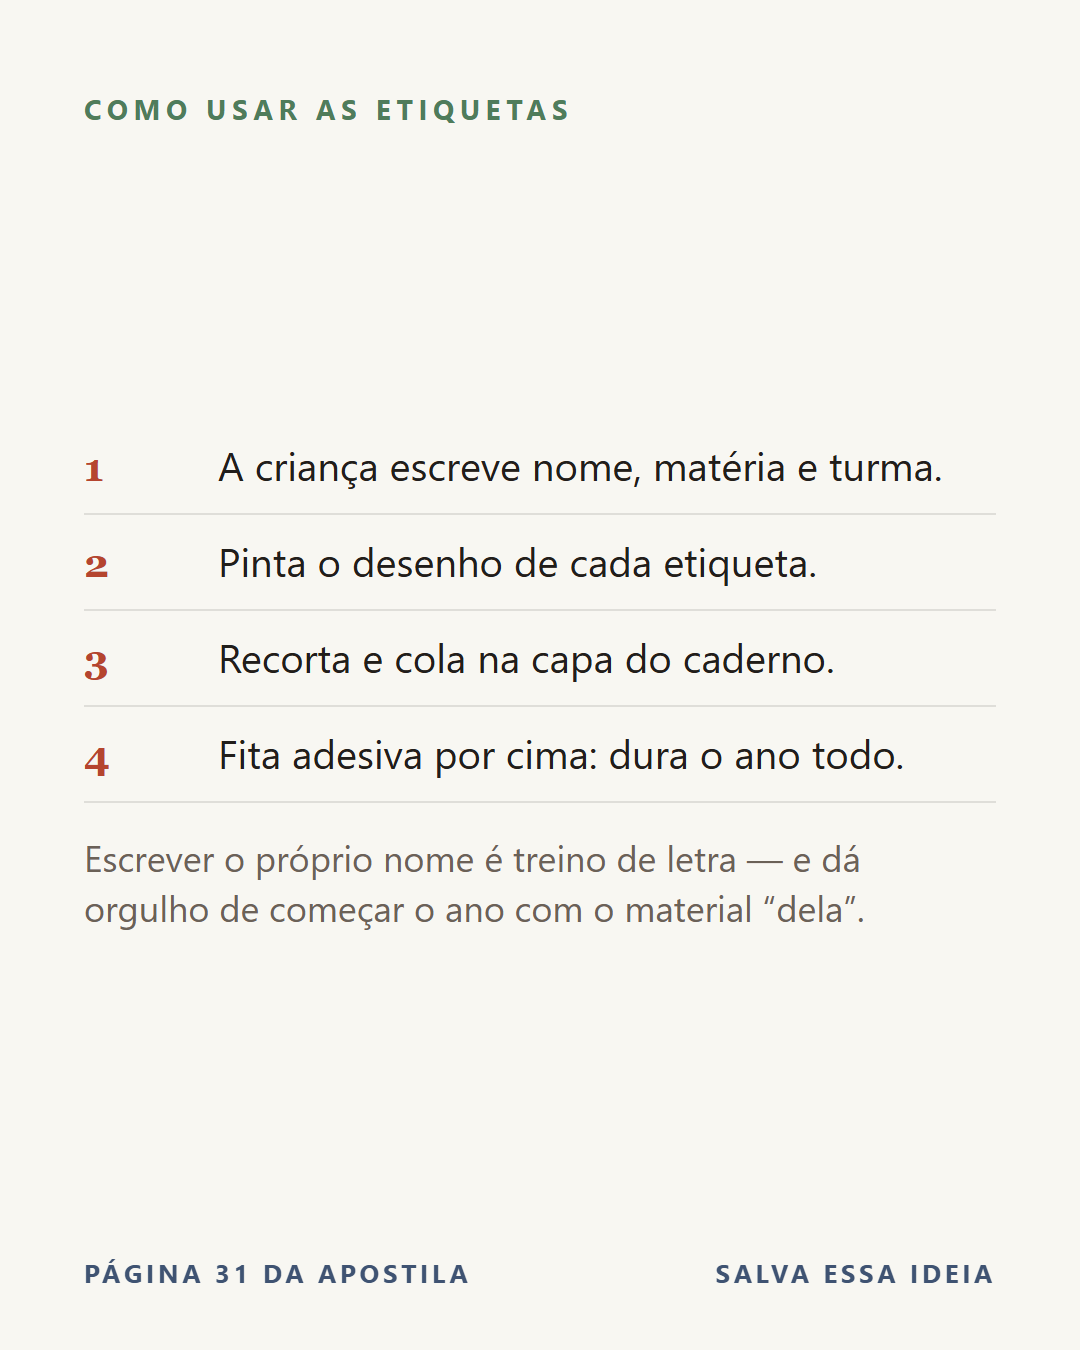 COMO USAR AS ETIQUETAS
1 A criança escreve nome, matéria e turma.
2 Pinta o desenho de cada etiqueta.
3 Recorta e cola na capa do caderno.
4 Fita adesiva por cima: dura o ano todo.
Escrever o próprio nome é treino de letra — e dá
orgulho de começar o ano com o material “dela”.
PÁGINA 31 DA APOSTILA
SALVA ESSA IDEIA